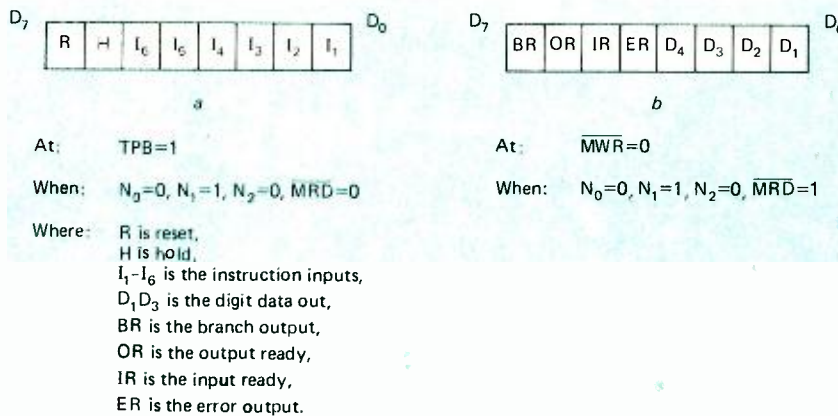 D₇ R H I₆ I₅ I₄ I₃ I₂ I₁ D₀
a
At: TPB=1
When: N₀=0, N₁=1, N₂=0, M̅R̅D̅=0
Where: R is reset,
H is hold,
I₁-I₆ is the instruction inputs,
D₁D₃ is the digit data out,
BR is the branch output,
OR is the output ready,
IR is the input ready,
ER is the error output.
D₇ BR OR IR ER D₄ D₃ D₂ D₁
b
At: M̅W̅R̅=0
When: N₀=0, N₁=1, N₂=0, M̅R̅D̅=1